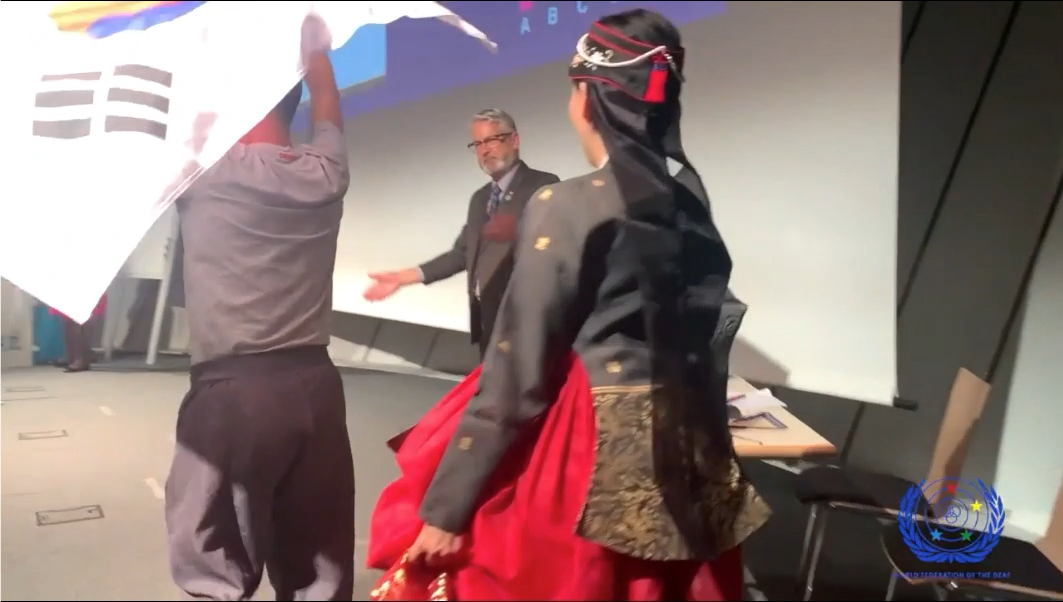 A B C
WORLD FEDERATION OF THE DEAF